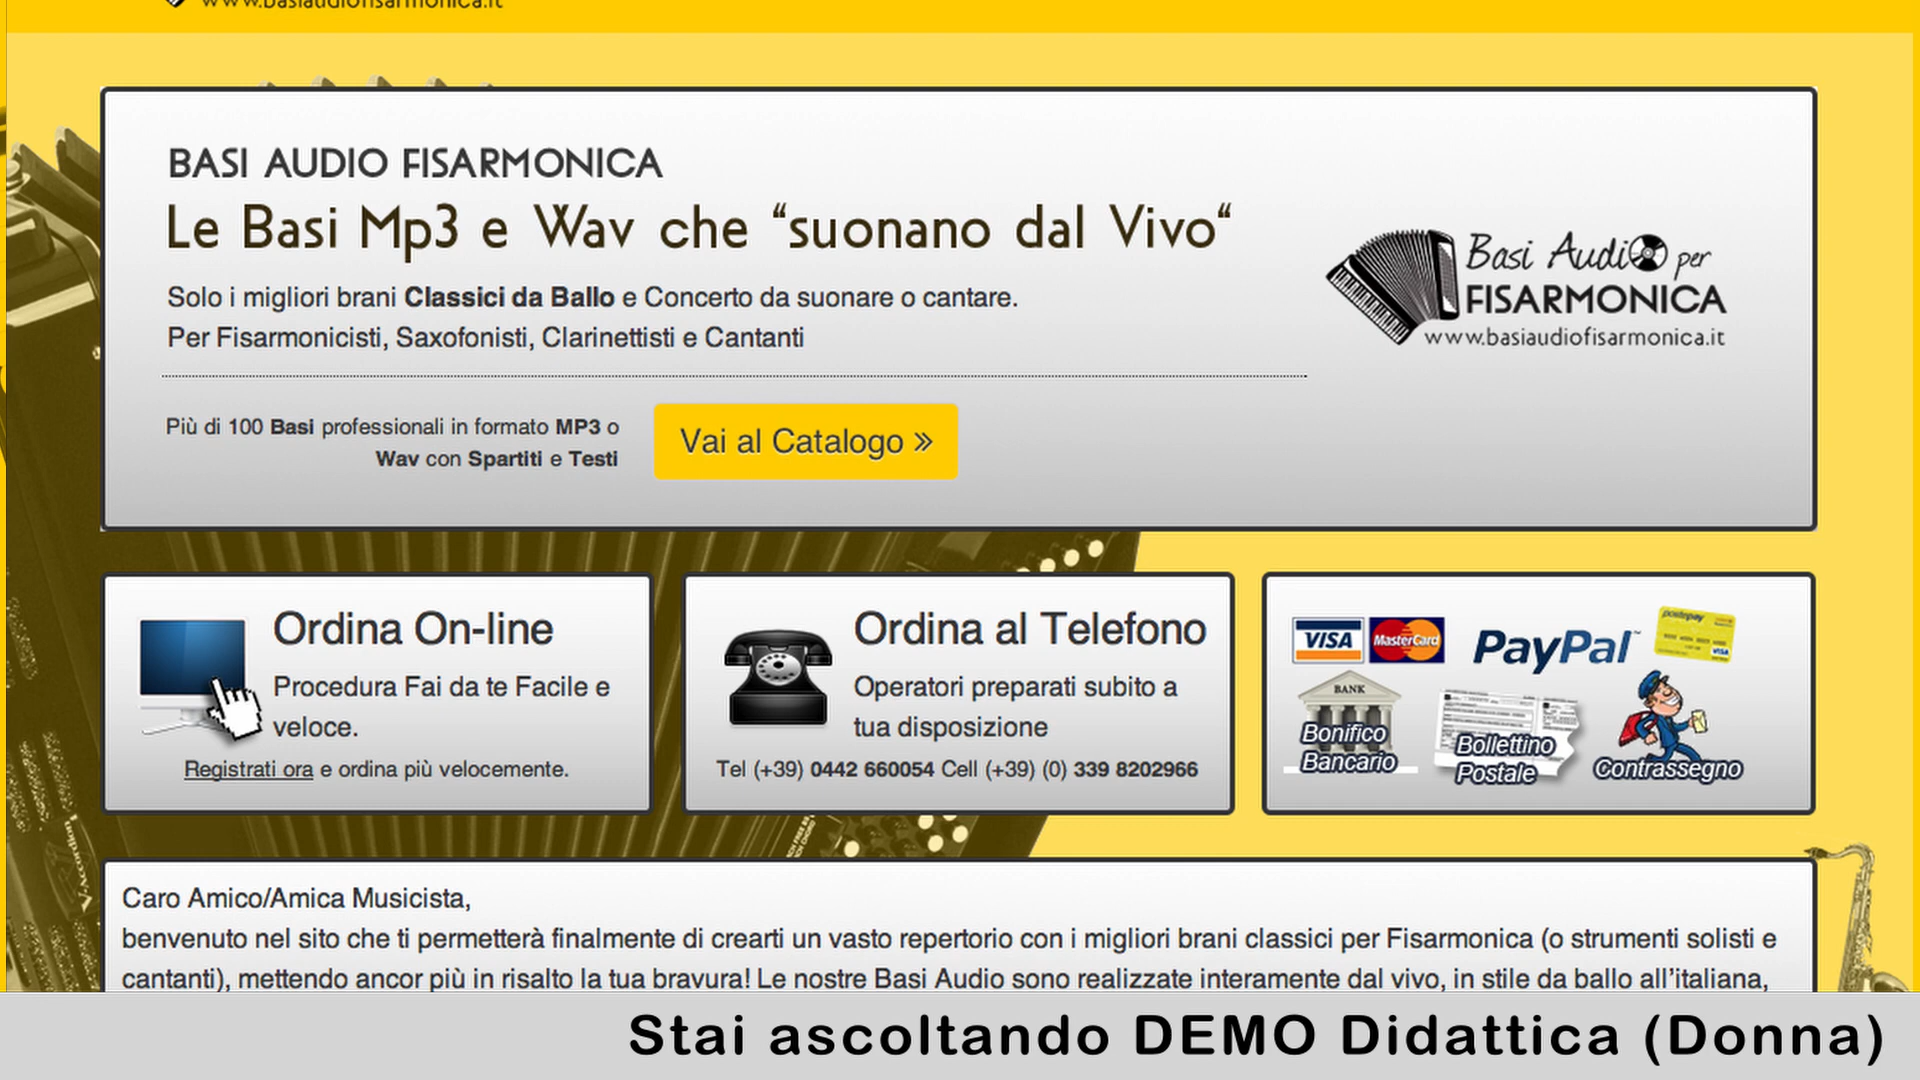 www.basiaudiofisarmonica.it
BASI AUDIO FISARMONICA
Le Basi Mp3 e Wav che “suonano dal Vivo“
Solo i migliori brani Classici da Ballo e Concerto da suonare o cantare.
Per Fisarmonicisti, Saxofonisti, Clarinettisti e Cantanti
Basi Audio per
FISARMONICA
www.basiaudiofisarmonica.it
Più di 100 Basi professionali in formato MP3 o
Wav con Spartiti e Testi
Vai al Catalogo »
Ordina On-line
Procedura Fai da te Facile e
veloce.
Registrati ora e ordina più velocemente.
Ordina al Telefono
Operatori preparati subito a
tua disposizione
Tel (+39) 0442 660054 Cell (+39) (0) 339 8202966
VISA
MasterCard
PayPal™
postepay
VISA
BANK
Bonifico
Bancario
Bollettino
Postale
Contrassegno
Caro Amico/Amica Musicista,
benvenuto nel sito che ti permetterà finalmente di crearti un vasto repertorio con i migliori brani classici per Fisarmonica (o strumenti solisti e
cantanti), mettendo ancor più in risalto la tua bravura! Le nostre Basi Audio sono realizzate interamente dal vivo, in stile da ballo all’italiana,
Stai ascoltando DEMO Didattica (Donna)